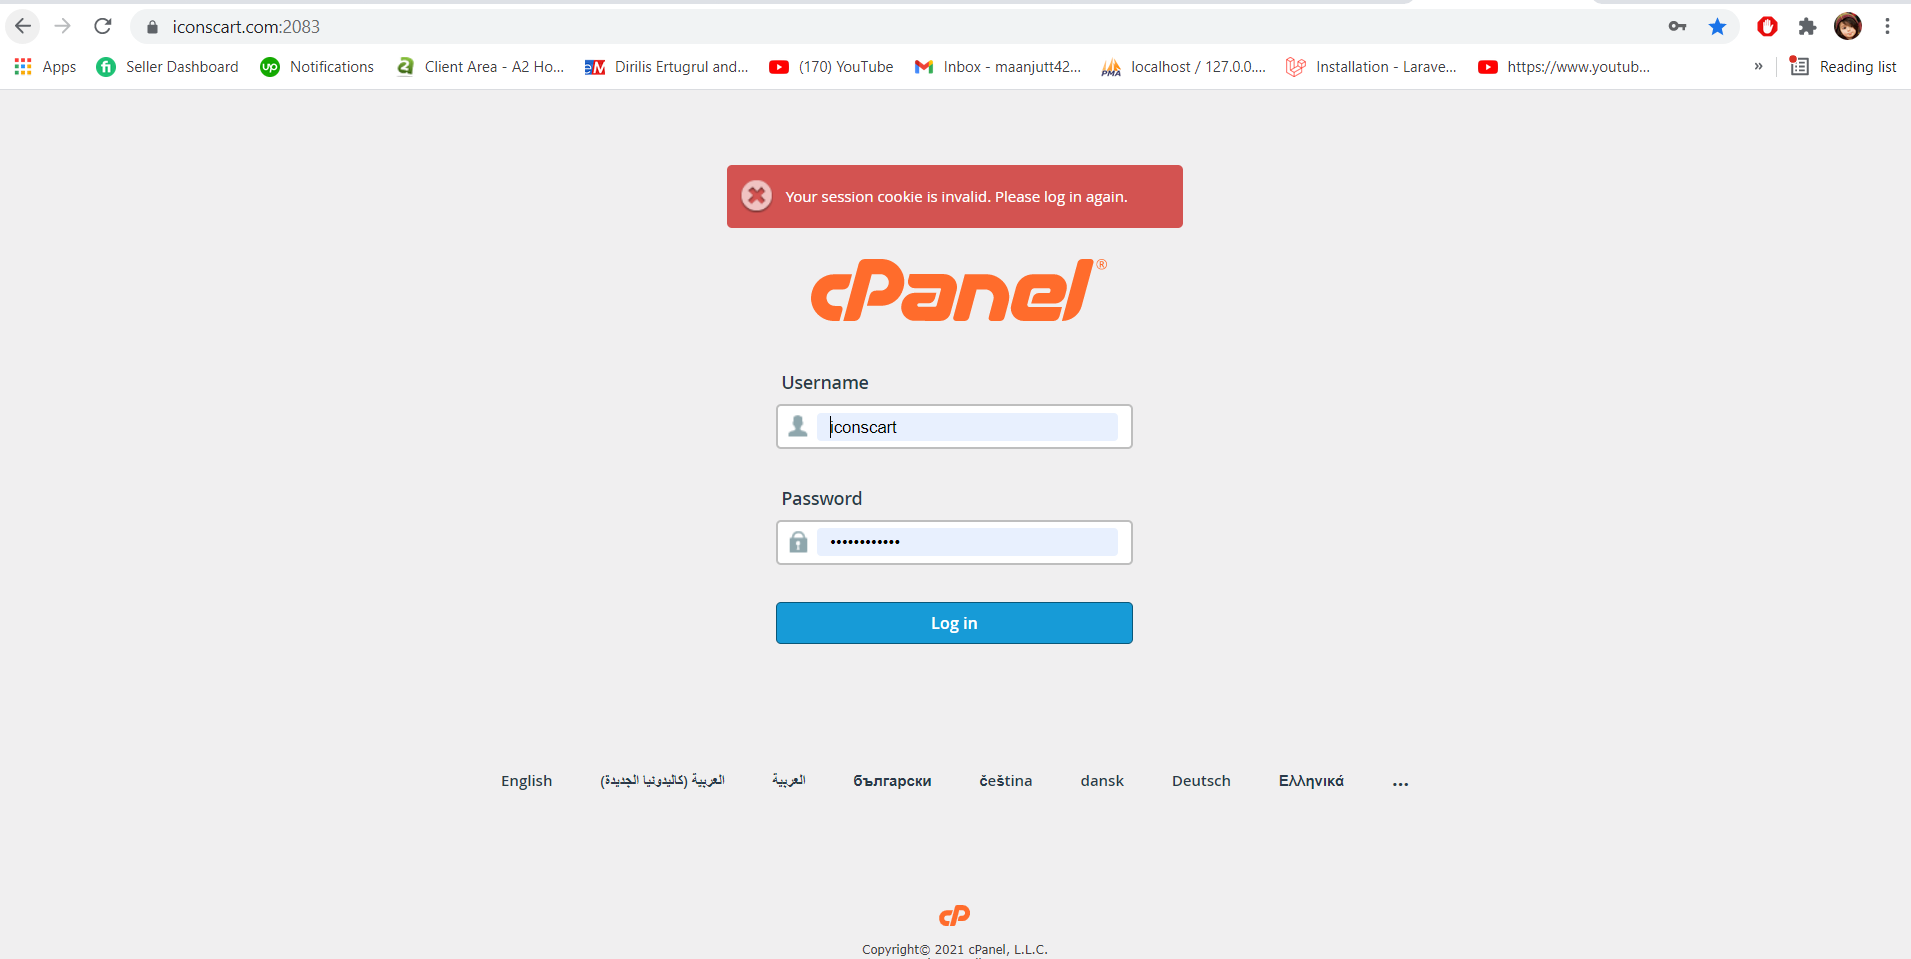 iconscart.com:2083
Apps
Seller Dashboard
up Notifications
Client Area - A2 Ho...
Dirilis Ertugrul and...
(170) YouTube
Inbox - maanjutt42...
PMA localhost / 127.0.0....
Installation - Larave...
https://www.youtub...
»
Reading list
Your session cookie is invalid. Please log in again.
cPanel®
Username
iconscart
Password
••••••••••••
Log in
English
العربية (كاليدونيا الجديدة)
العربية
български
čeština
dansk
Deutsch
Ελληνικά
...
cP
Copyright© 2021 cPanel, L.L.C.